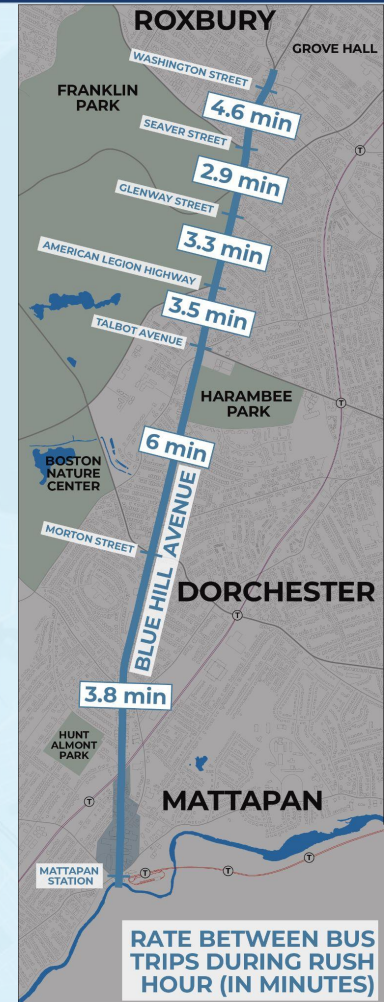 ROXBURY
GROVE HALL
WASHINGTON STREET
FRANKLIN
PARK
4.6 min
SEAVER STREET
T
2.9 min
GLENWAY STREET
3.3 min
AMERICAN LEGION HIGHWAY
3.5 min
TALBOT AVENUE
HARAMBEE
PARK
T
6 min
BOSTON
NATURE
CENTER
BLUE HILL AVENUE
MORTON STREET
DORCHESTER
T
3.8 min
HUNT
ALMONT
PARK
T
MATTAPAN
T
T
T
MATTAPAN
STATION
RATE BETWEEN BUS
TRIPS DURING RUSH
HOUR (IN MINUTES)